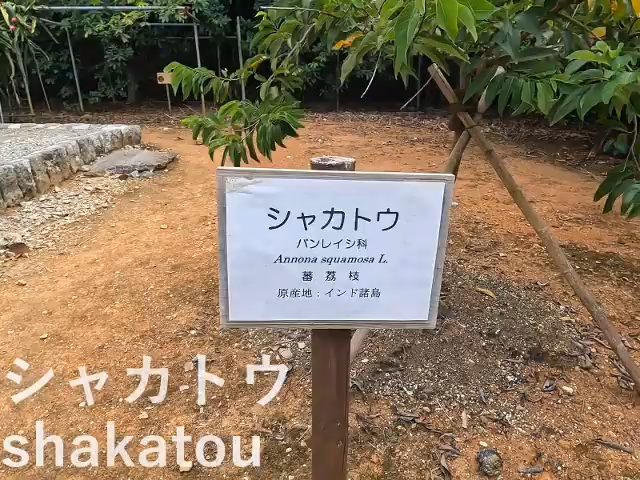 シャカトウ
バンレイシ科
Annona squamosa L.
蕃荔枝
原産地：インド諸島
シャカトウ
shakatou